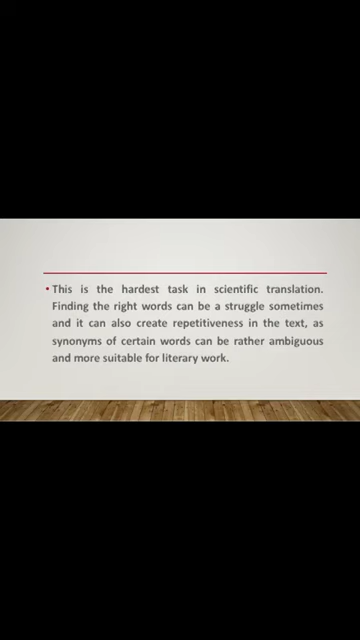 • This is the hardest task in scientific translation.
Finding the right words can be a struggle sometimes
and it can also create repetitiveness in the text, as
synonyms of certain words can be rather ambiguous
and more suitable for literary work.